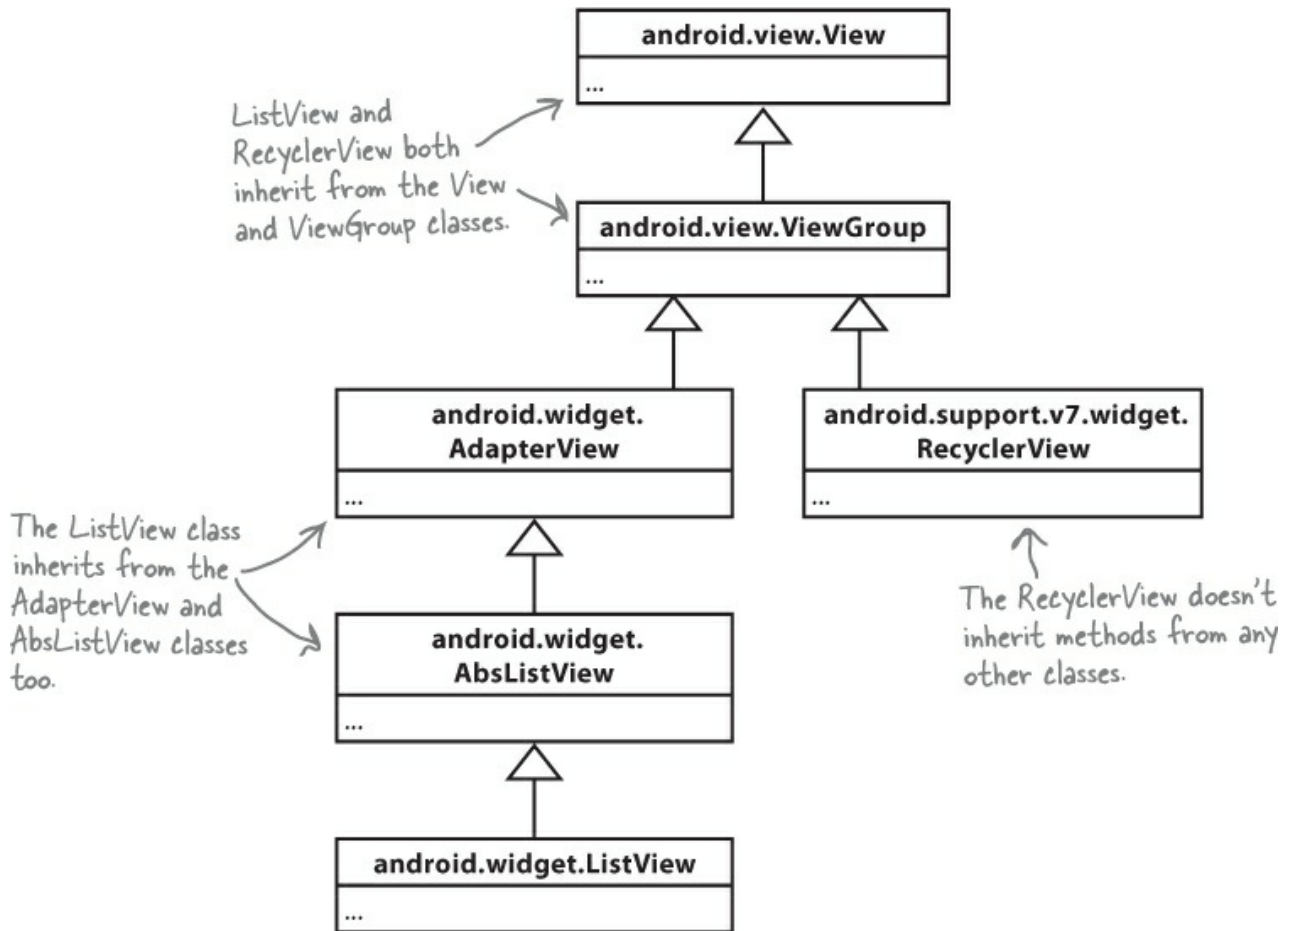 android.view.View
...
ListView and
RecyclerView both
inherit from the View
and ViewGroup classes.
android.view.ViewGroup
...
android.widget.
AdapterView
...
android.support.v7.widget.
RecyclerView
...
The ListView class
inherits from the
AdapterView and
AbsListView classes
too.
The RecyclerView doesn't
inherit methods from any
other classes.
android.widget.
AbsListView
...
android.widget.ListView
...